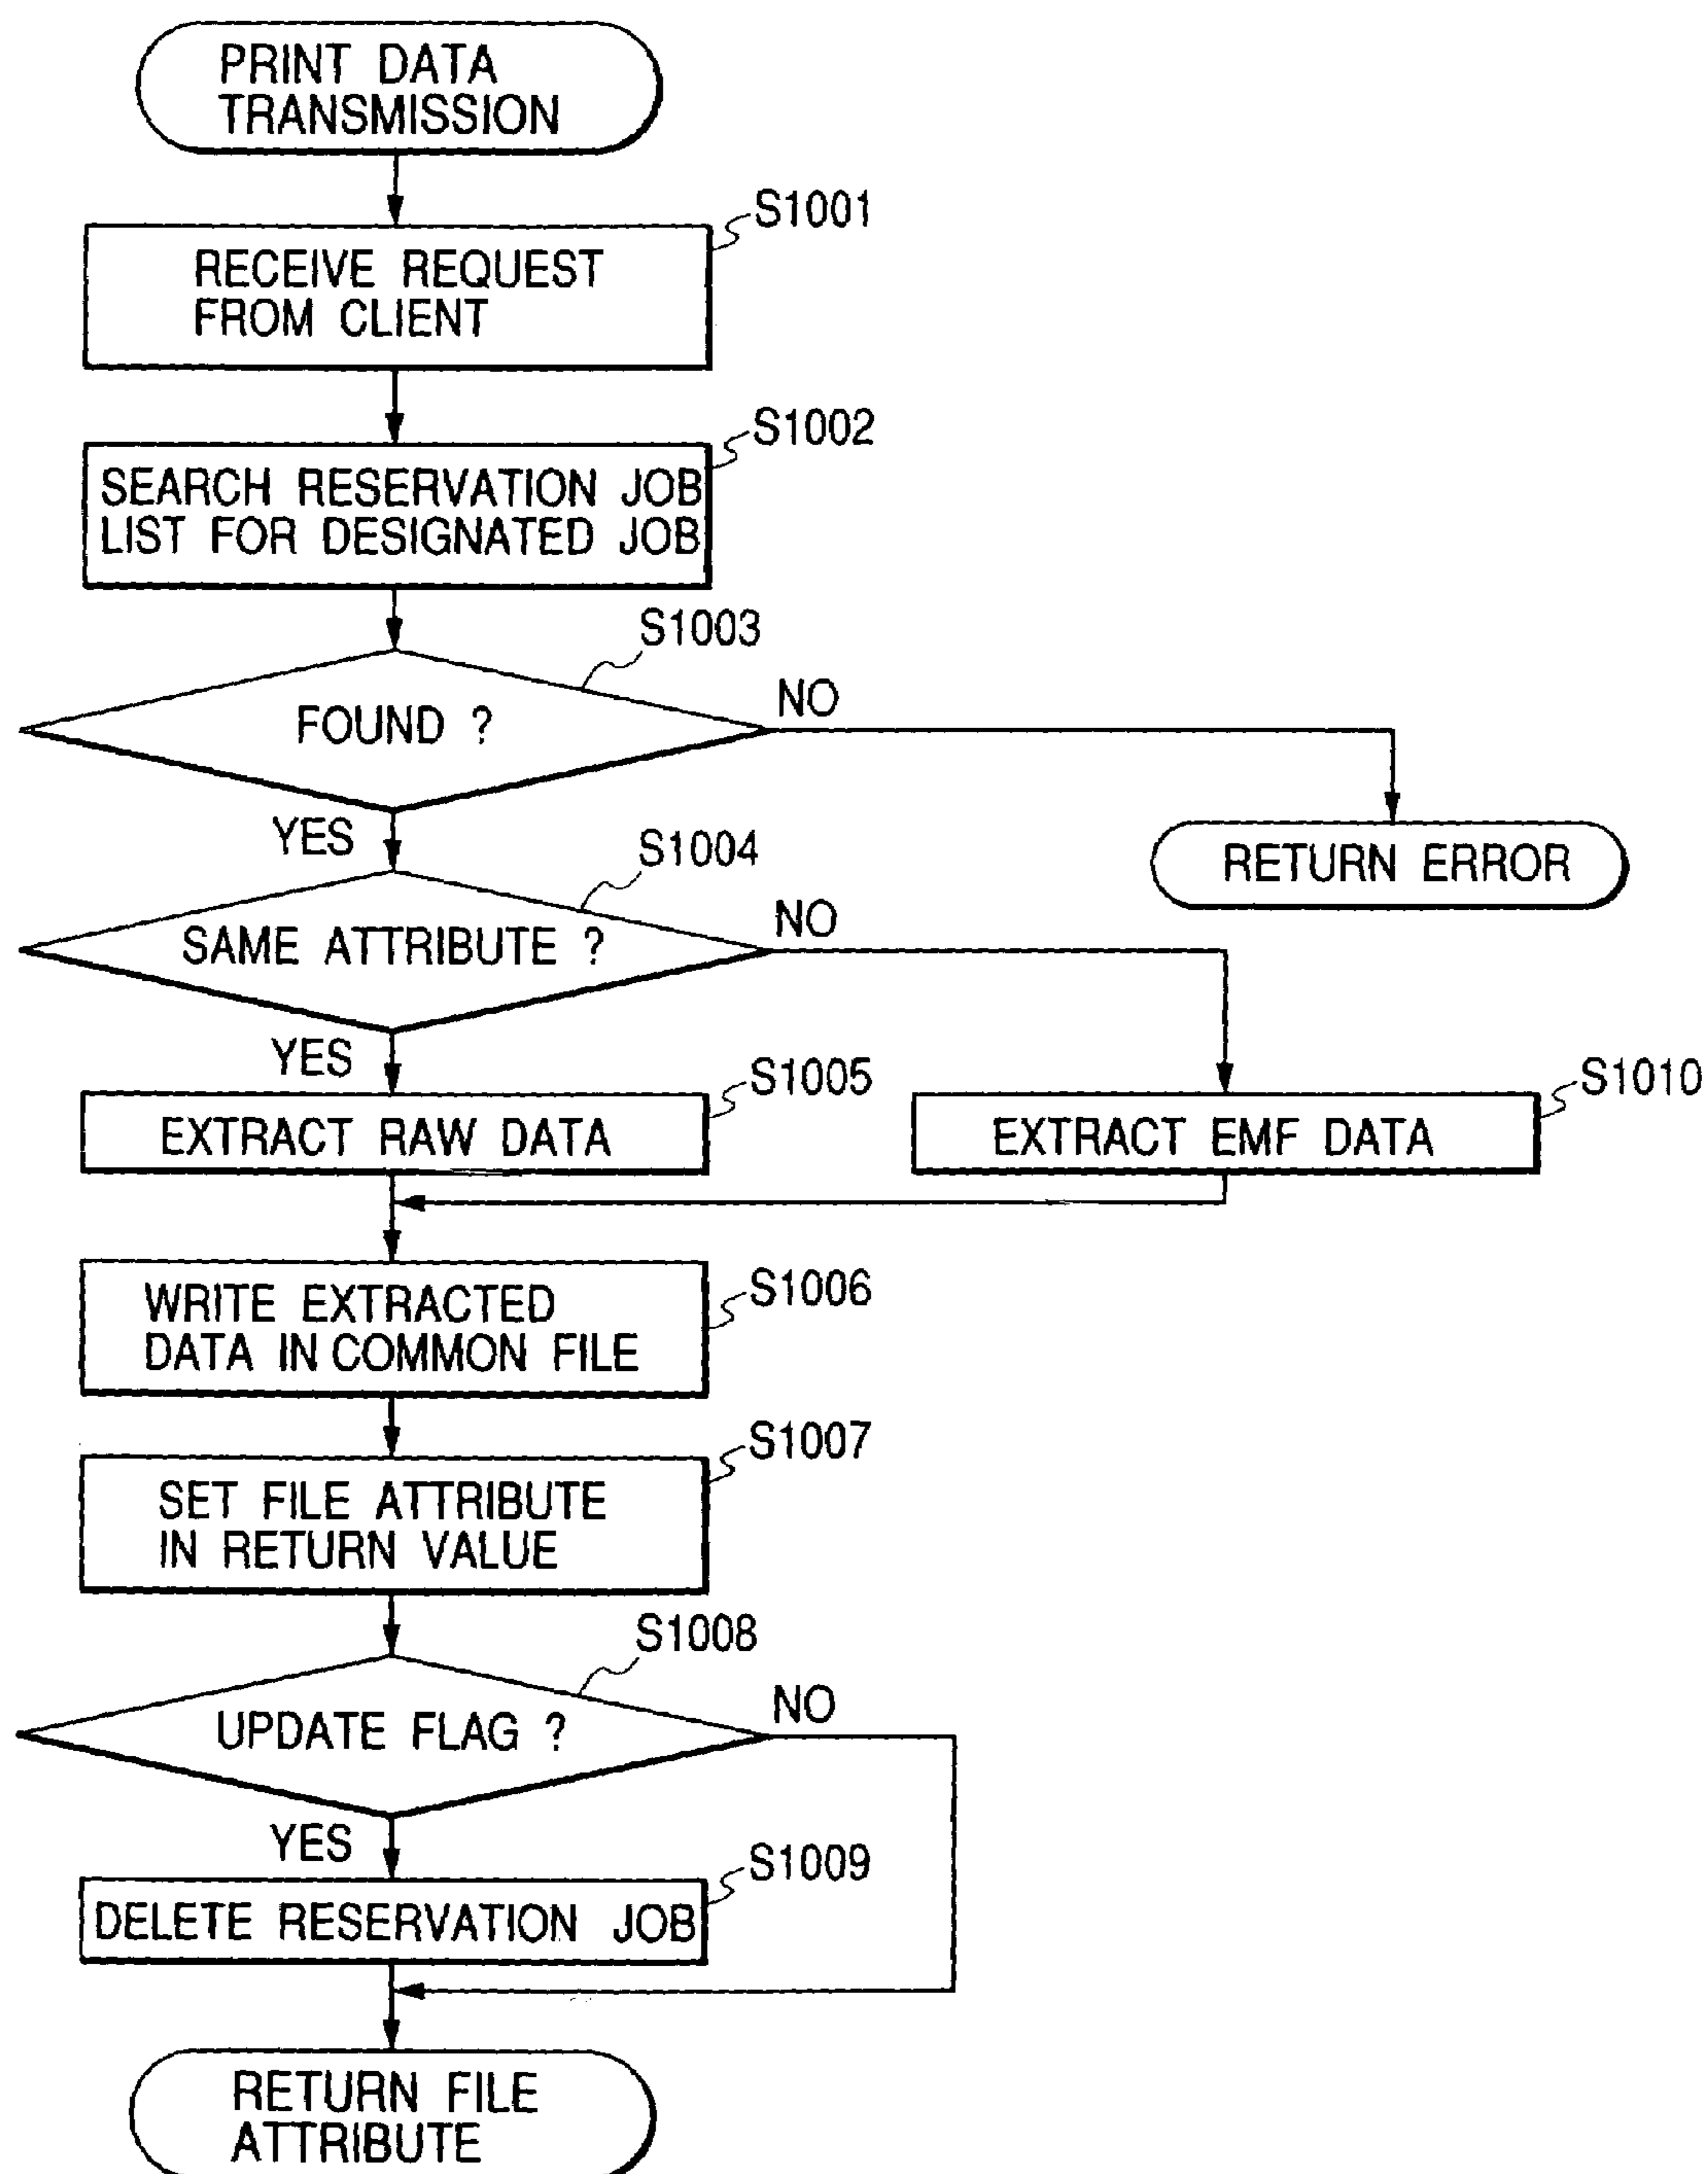 PRINT DATA
TRANSMISSION
S1001
RECEIVE REQUEST
FROM CLIENT
S1002
SEARCH RESERVATION JOB
LIST FOR DESIGNATED JOB
S1003
FOUND ?
NO
YES
RETURN ERROR
S1004
SAME ATTRIBUTE ?
NO
YES
S1005
EXTRACT RAW DATA
S1010
EXTRACT EMF DATA
S1006
WRITE EXTRACTED
DATA IN COMMON FILE
S1007
SET FILE ATTRIBUTE
IN RETURN VALUE
S1008
UPDATE FLAG ?
NO
YES
S1009
DELETE RESERVATION JOB
RETURN FILE
ATTRIBUTE